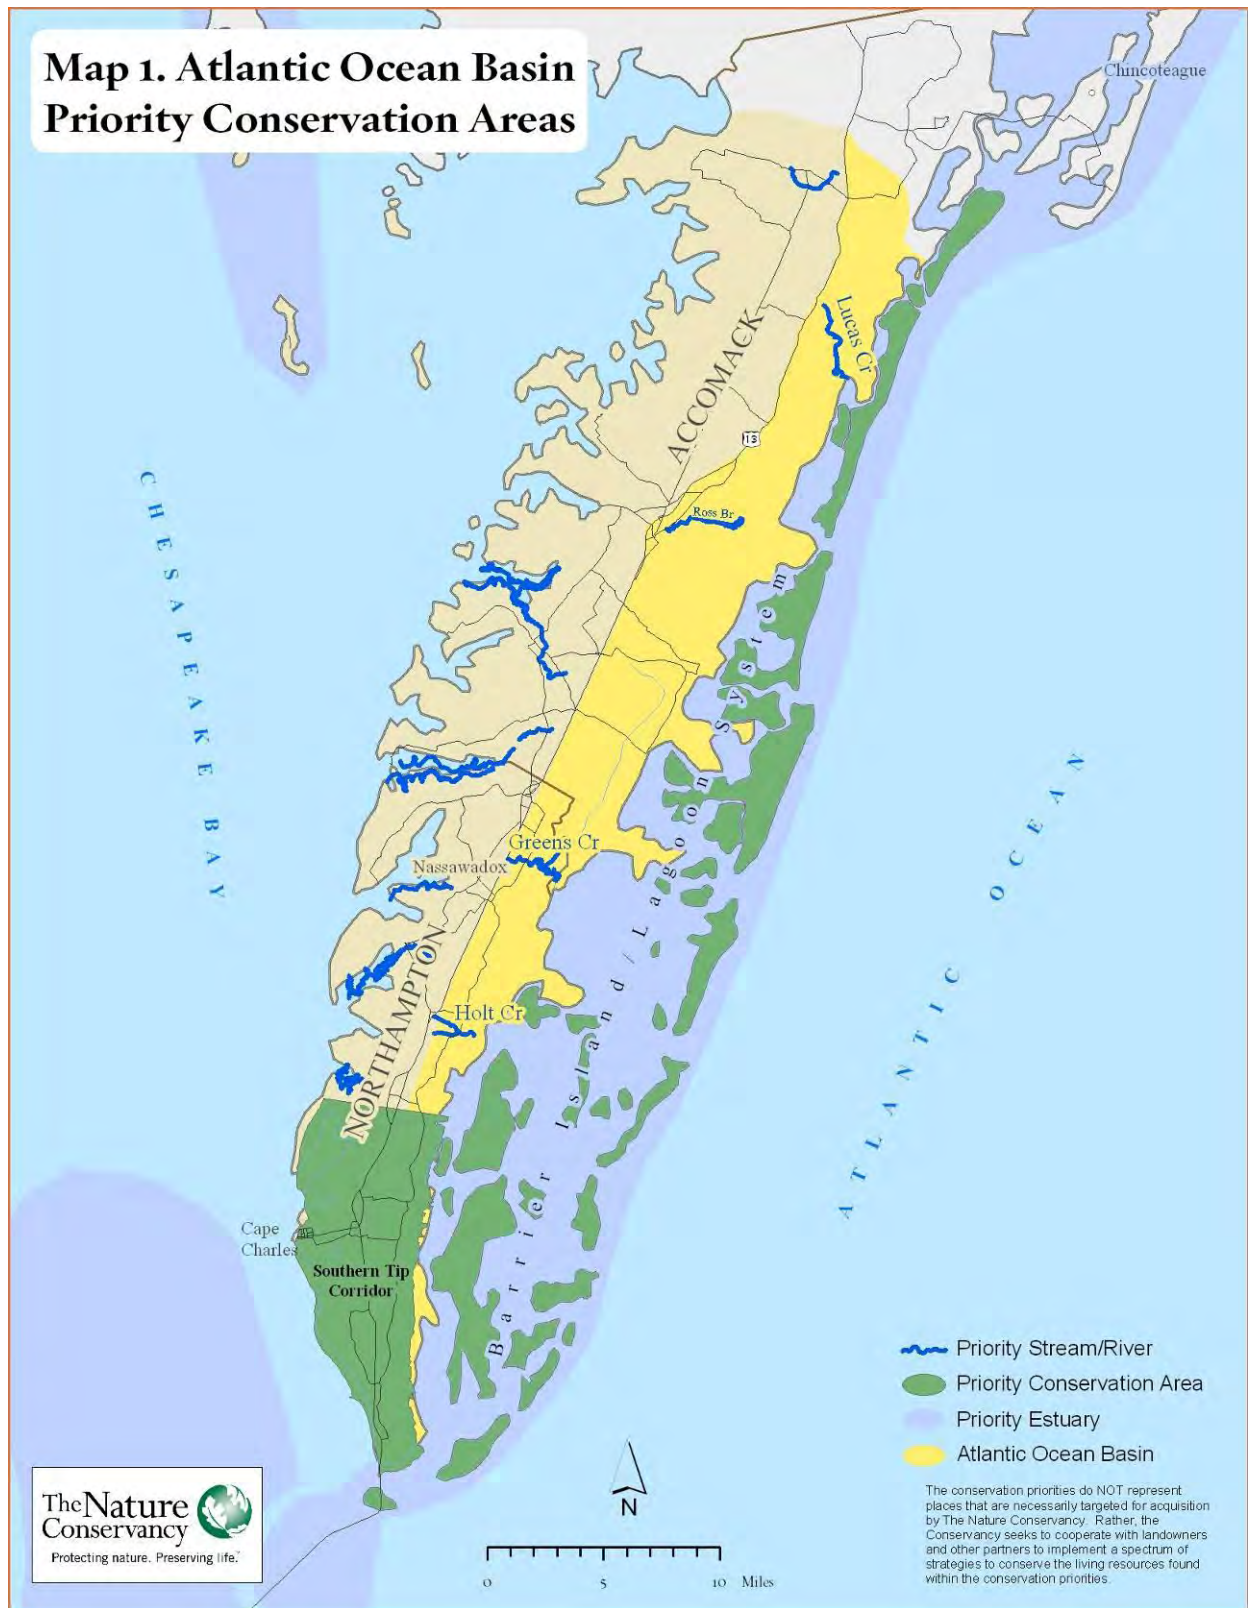 Map 1. Atlantic Ocean Basin
Priority Conservation Areas
Chincoteague
Lucas Cr
ACCOMACK
13
Ross Br
CHESAPEAKE BAY
Greens Cr
Nassawadox
NORTHAMPTON
Holt Cr
Barrier Island/Lagoon System
ATLANTIC OCEAN
Cape
Charles
Southern Tip
Corridor
Priority Stream/River
Priority Conservation Area
Priority Estuary
Atlantic Ocean Basin
The conservation priorities do NOT represent
places that are necessarily targeted for acquisition
by The Nature Conservancy. Rather, the
Conservancy seeks to cooperate with landowners
and other partners to implement a spectrum of
strategies to conserve the living resources found
within the conservation priorities.
The Nature
Conservancy
Protecting nature. Preserving life.™
N
0 5 10 Miles